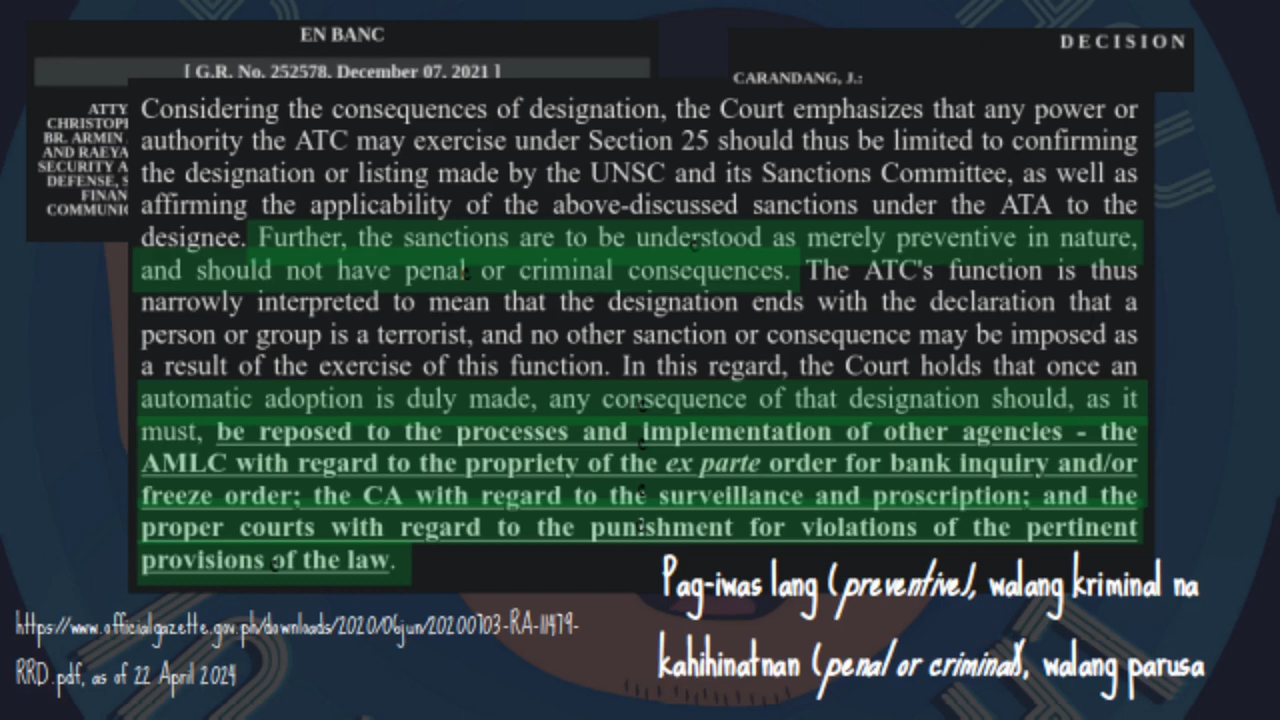 EN BANC
[ G.R. No. 252578. December 07, 2021 ]
DECISION
CARANDANG, J.:
ATTY
CHRISTOPH
BR. ARMIN
AND RAEYA
SECURITY A
DEFENSE, S
FINAN
COMMUNIC
Considering the consequences of designation, the Court emphasizes that any power or
authority the ATC may exercise under Section 25 should thus be limited to confirming
the designation or listing made by the UNSC and its Sanctions Committee, as well as
affirming the applicability of the above-discussed sanctions under the ATA to the
designee. Further, the sanctions are to be understood as merely preventive in nature,
and should not have penal or criminal consequences. The ATC's function is thus
narrowly interpreted to mean that the designation ends with the declaration that a
person or group is a terrorist, and no other sanction or consequence may be imposed as
a result of the exercise of this function. In this regard, the Court holds that once an
automatic adoption is duly made, any consequence of that designation should, as it
must, be reposed to the processes and implementation of other agencies - the
AMLC with regard to the propriety of the ex parte order for bank inquiry and/or
freeze order; the CA with regard to the surveillance and proscription; and the
proper courts with regard to the punishment for violations of the pertinent
provisions of the law.
Pag-iwas lang (preventive), walang kriminal na
kahihinatnan (penal or criminal), walang parusa
https://www.officialgazette.gov.ph/downloads/2020/06jun/20200703-RA-11479-
RRD.pdf, as of 22 April 2024